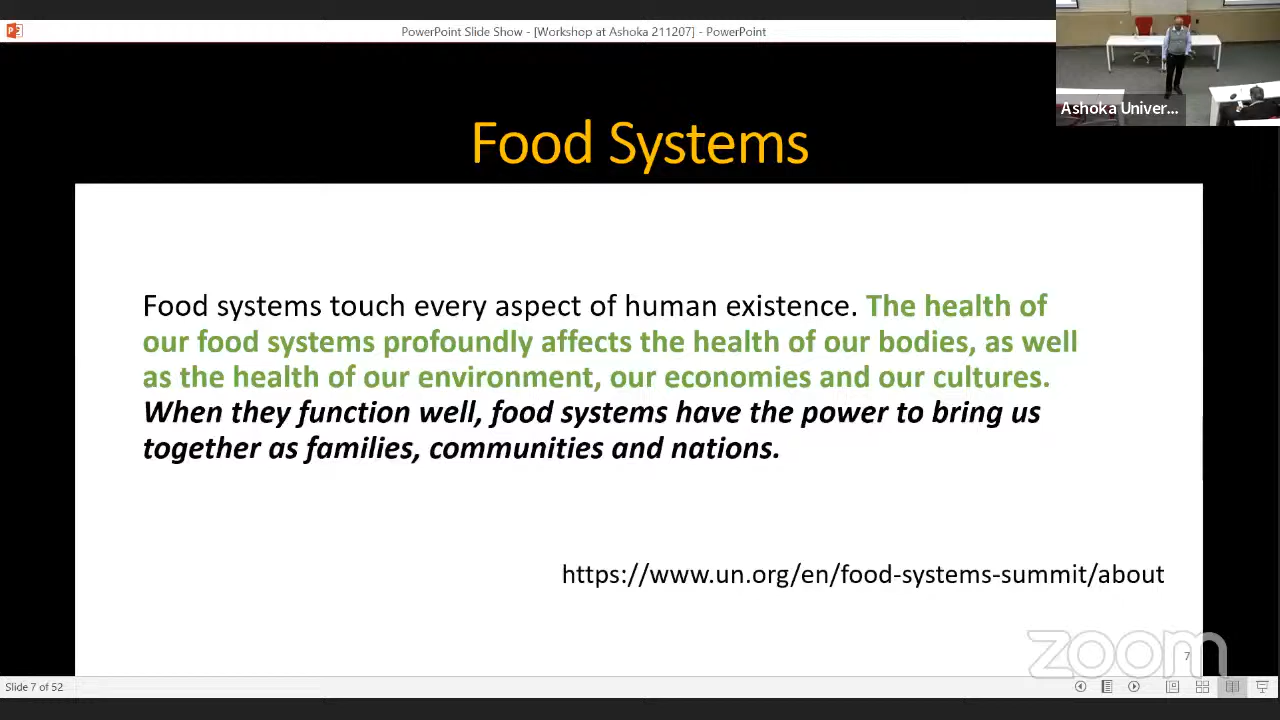 PowerPoint Slide Show - [Workshop at Ashoka 211207] - PowerPoint
Ashoka Univer...
Food Systems
Food systems touch every aspect of human existence. The health of
our food systems profoundly affects the health of our bodies, as well
as the health of our environment, our economies and our cultures.
When they function well, food systems have the power to bring us
together as families, communities and nations.
https://www.un.org/en/food-systems-summit/about
zoom
7
Slide 7 of 52